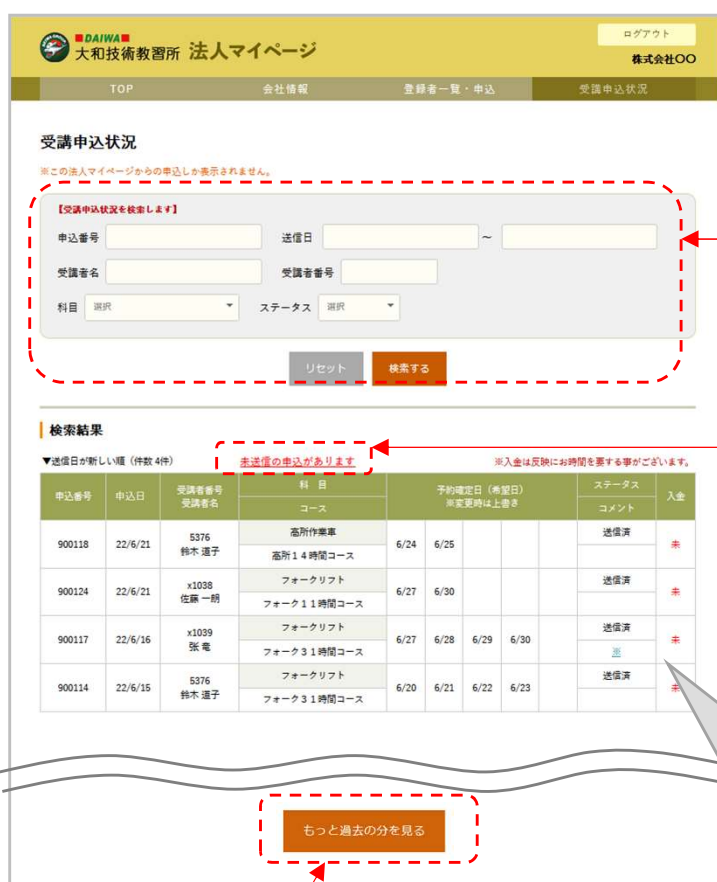 DAIWA
大和技術教習所 法人マイページ
ログアウト
株式会社〇〇
TOP 会社情報 登録者一覧・申込 受講申込状況
受講申込状況
※この法人マイページからの申込しか表示されません。
【受講申込状況を検索します】
申込番号 送信日 ～
受講者名 受講者番号
科目 選択 ステータス 選択
リセット 検索する
検索結果
▼送信日が新しい順（件数 4件） 未送信の申込があります ※入金は反映にお時間を要する事がございます。
申込番号 申込日 受講者番号 受講者名 科 目 コース 予約確定日（希望日） ※変更時は上書き ステータス コメント 入金
900118 22/6/21 5376 鈴木 道子 高所作業車 高所１４時間コース 6/24 6/25 送信済 未
900124 22/6/21 x1038 佐藤 一朗 フォークリフト フォーク１１時間コース 6/27 6/30 送信済 未
900117 22/6/16 x1039 張 竜 フォークリフト フォーク３１時間コース 6/27 6/28 6/29 6/30 送信済 ※ 未
900114 22/6/15 5376 鈴木 道子 フォークリフト フォーク３１時間コース 6/20 6/21 6/22 6/23 送信済 未
もっと過去の分を見る